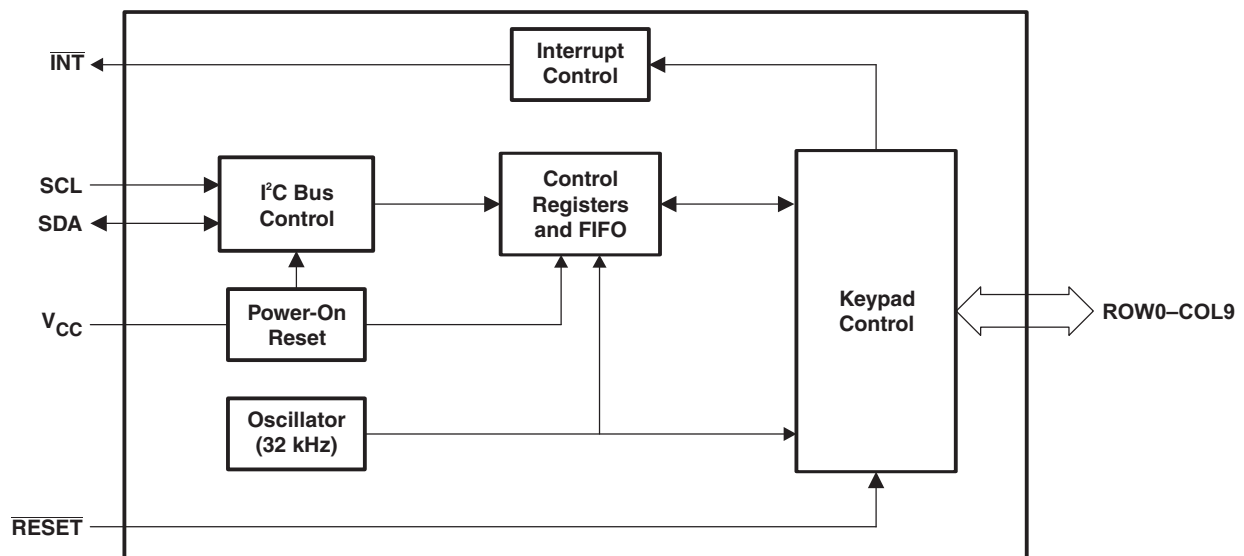 INT
Interrupt
Control
SCL
SDA
I²C Bus
Control
Control
Registers
and FIFO
Power-On
Reset
VCC
Keypad
Control
ROW0–COL9
Oscillator
(32 kHz)
RESET